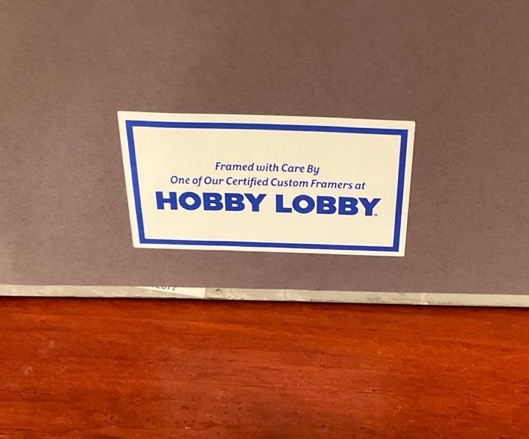 Framed with Care By
One of Our Certified Custom Framers at
HOBBY LOBBY.